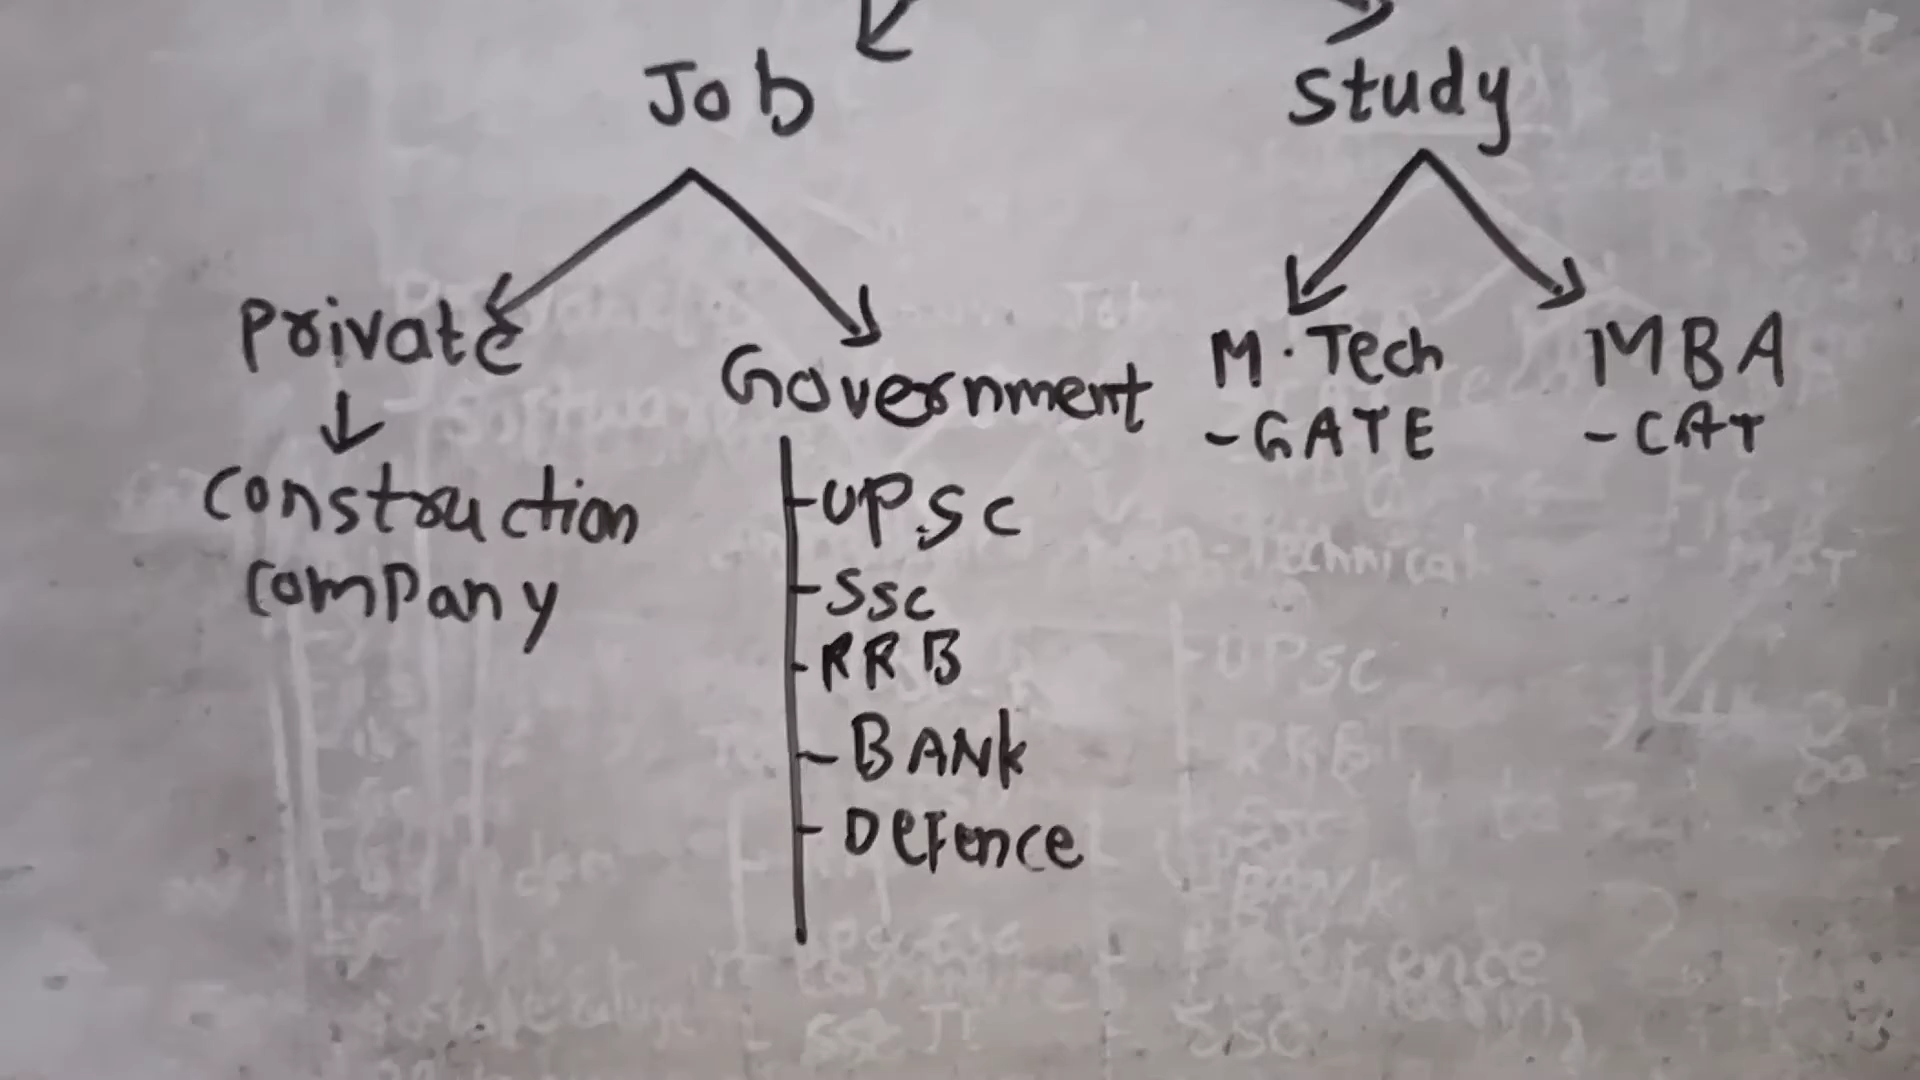 Job
Study
Private
Government
M.Tech
MBA
-GATE
-CAT
Construction
Company
-UPSC
-SSC
-RRB
-BANK
-Defence